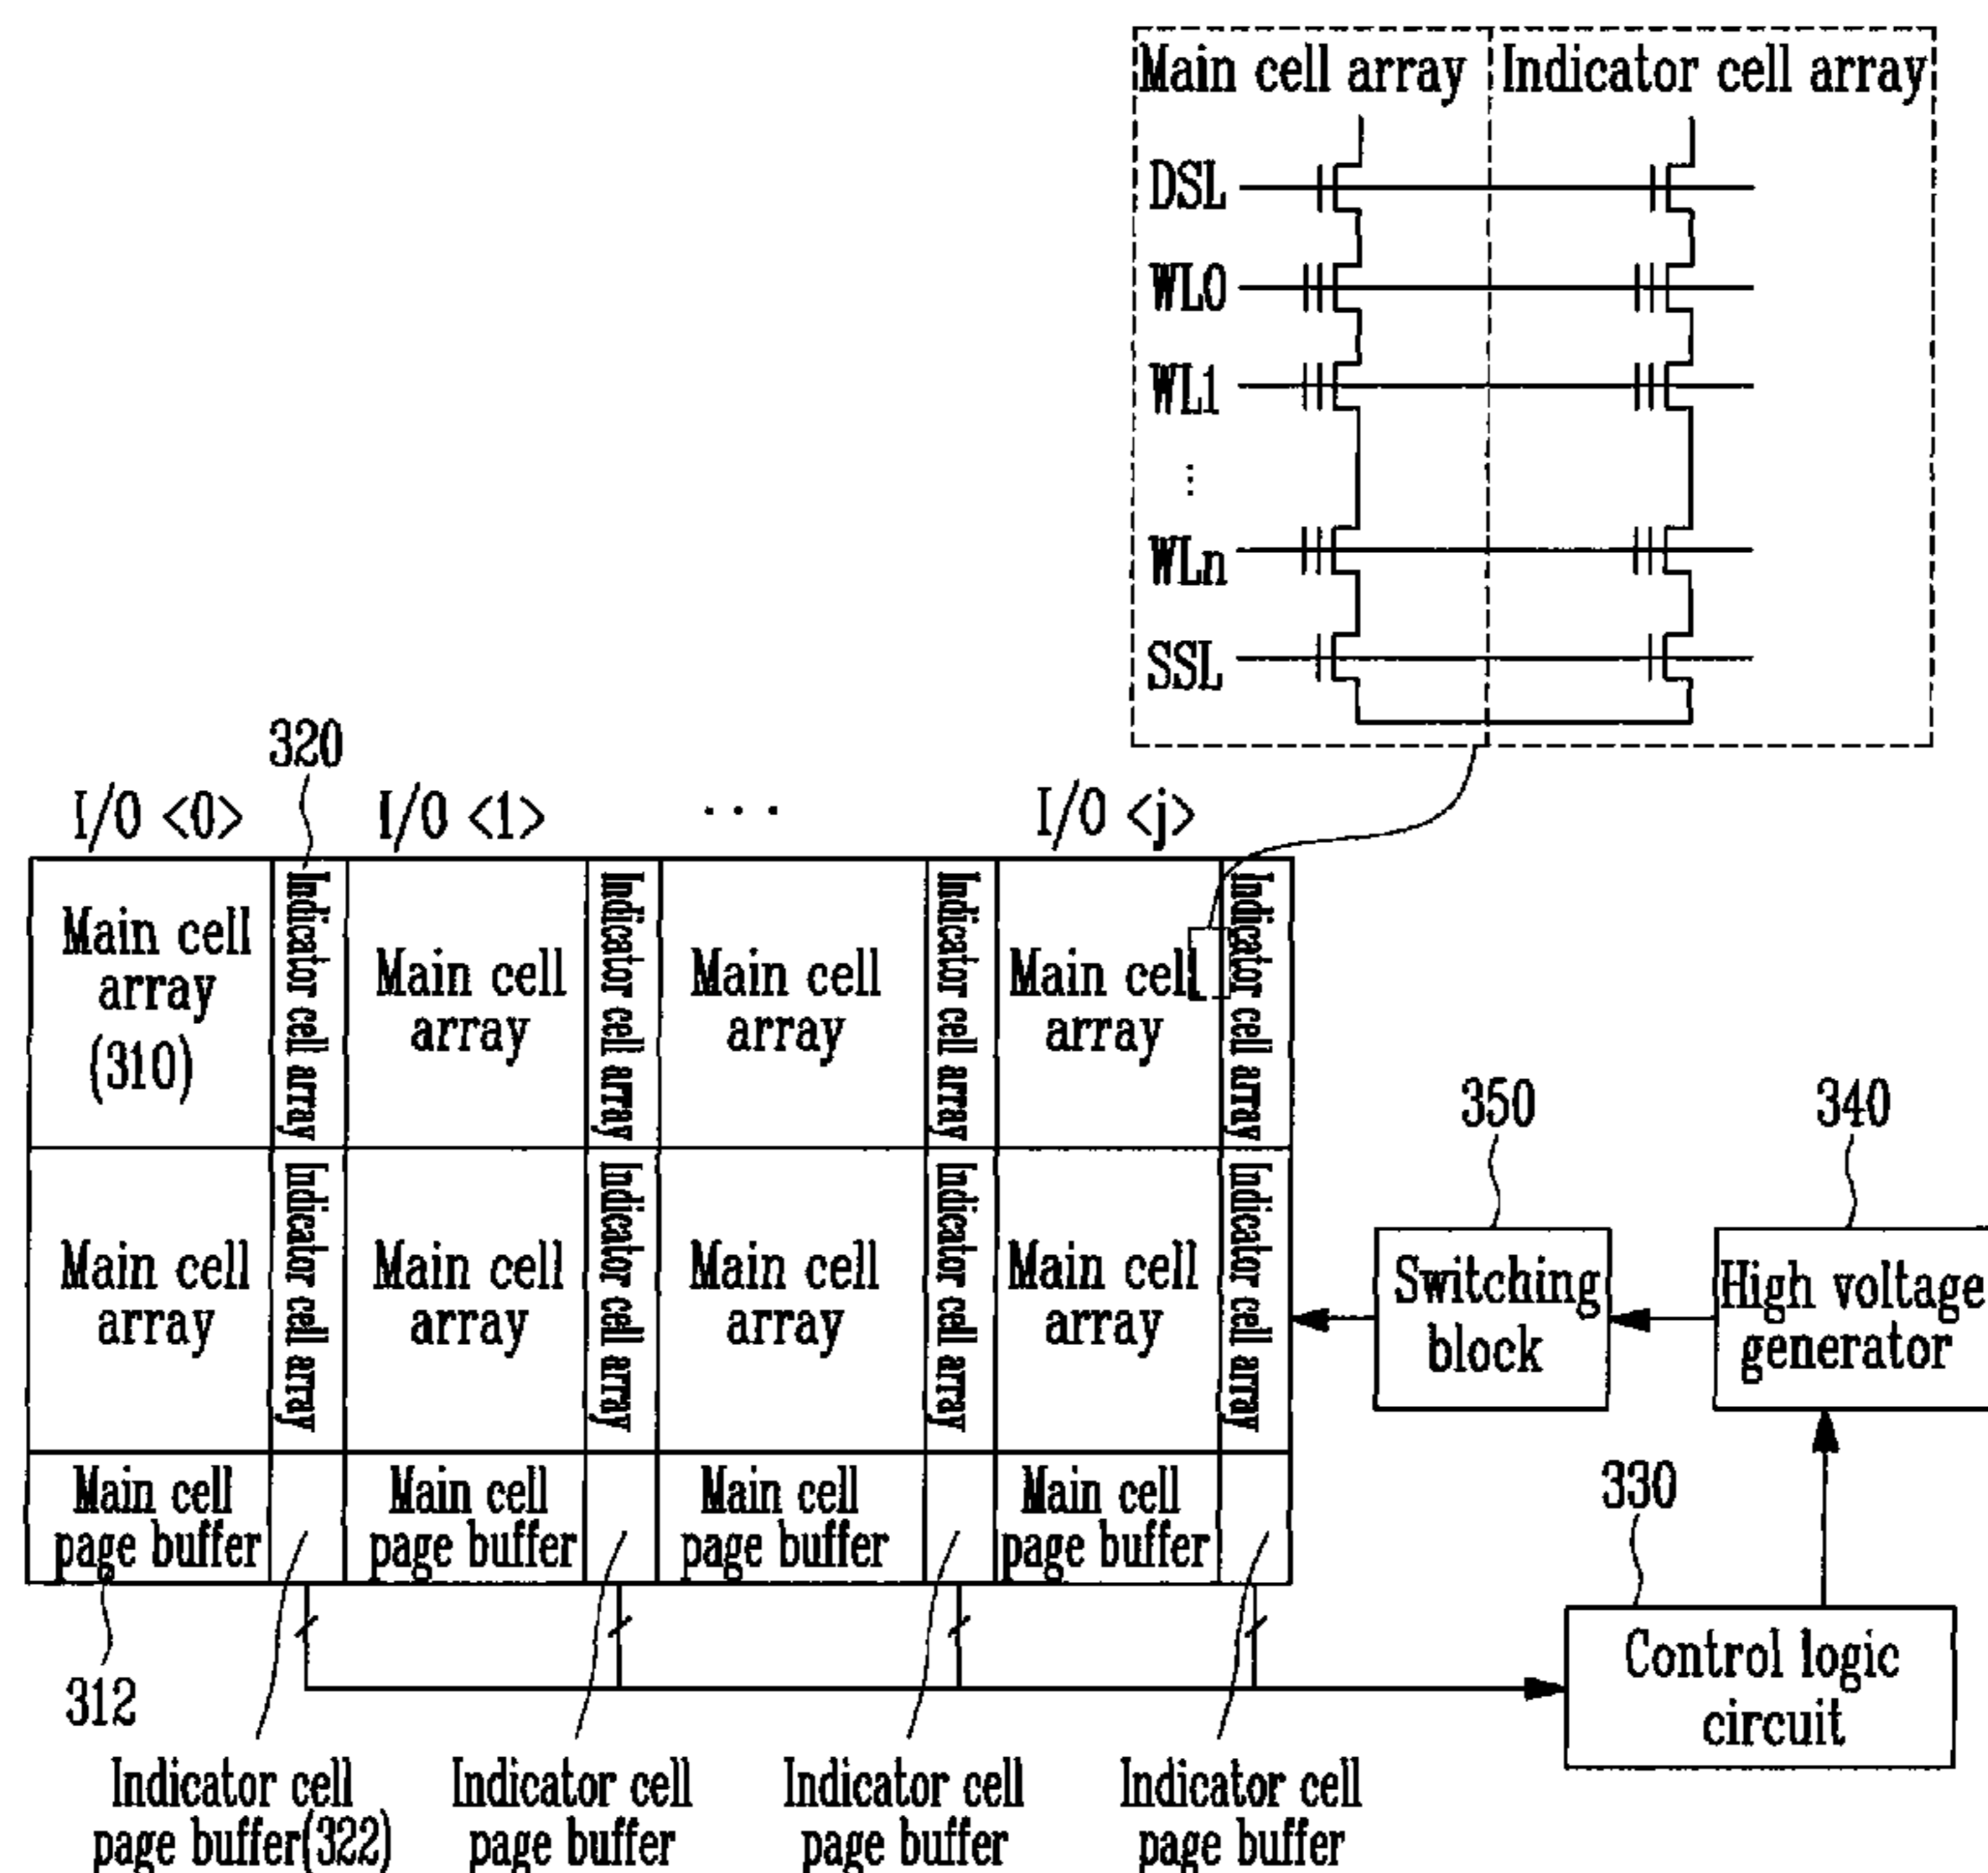 Main cell array Indicator cell array
DSL
WL0
WL1
⋮
WLn
SSL
320
I/O <0> I/O <1> ... I/O <j>
Main cell array (310)
Indicator cell array
Main cell array
Indicator cell array
Main cell array
Indicator cell array
Main cell array
Indicator cell array
Main cell array
Indicator cell array
Main cell array
Indicator cell array
Main cell array
Indicator cell array
Main cell array
Indicator cell array
350
340
Switching block
High voltage generator
330
Control logic circuit
Main cell page buffer
Main cell page buffer
Main cell page buffer
Main cell page buffer
312
Indicator cell page buffer(322)
Indicator cell page buffer
Indicator cell page buffer
Indicator cell page buffer